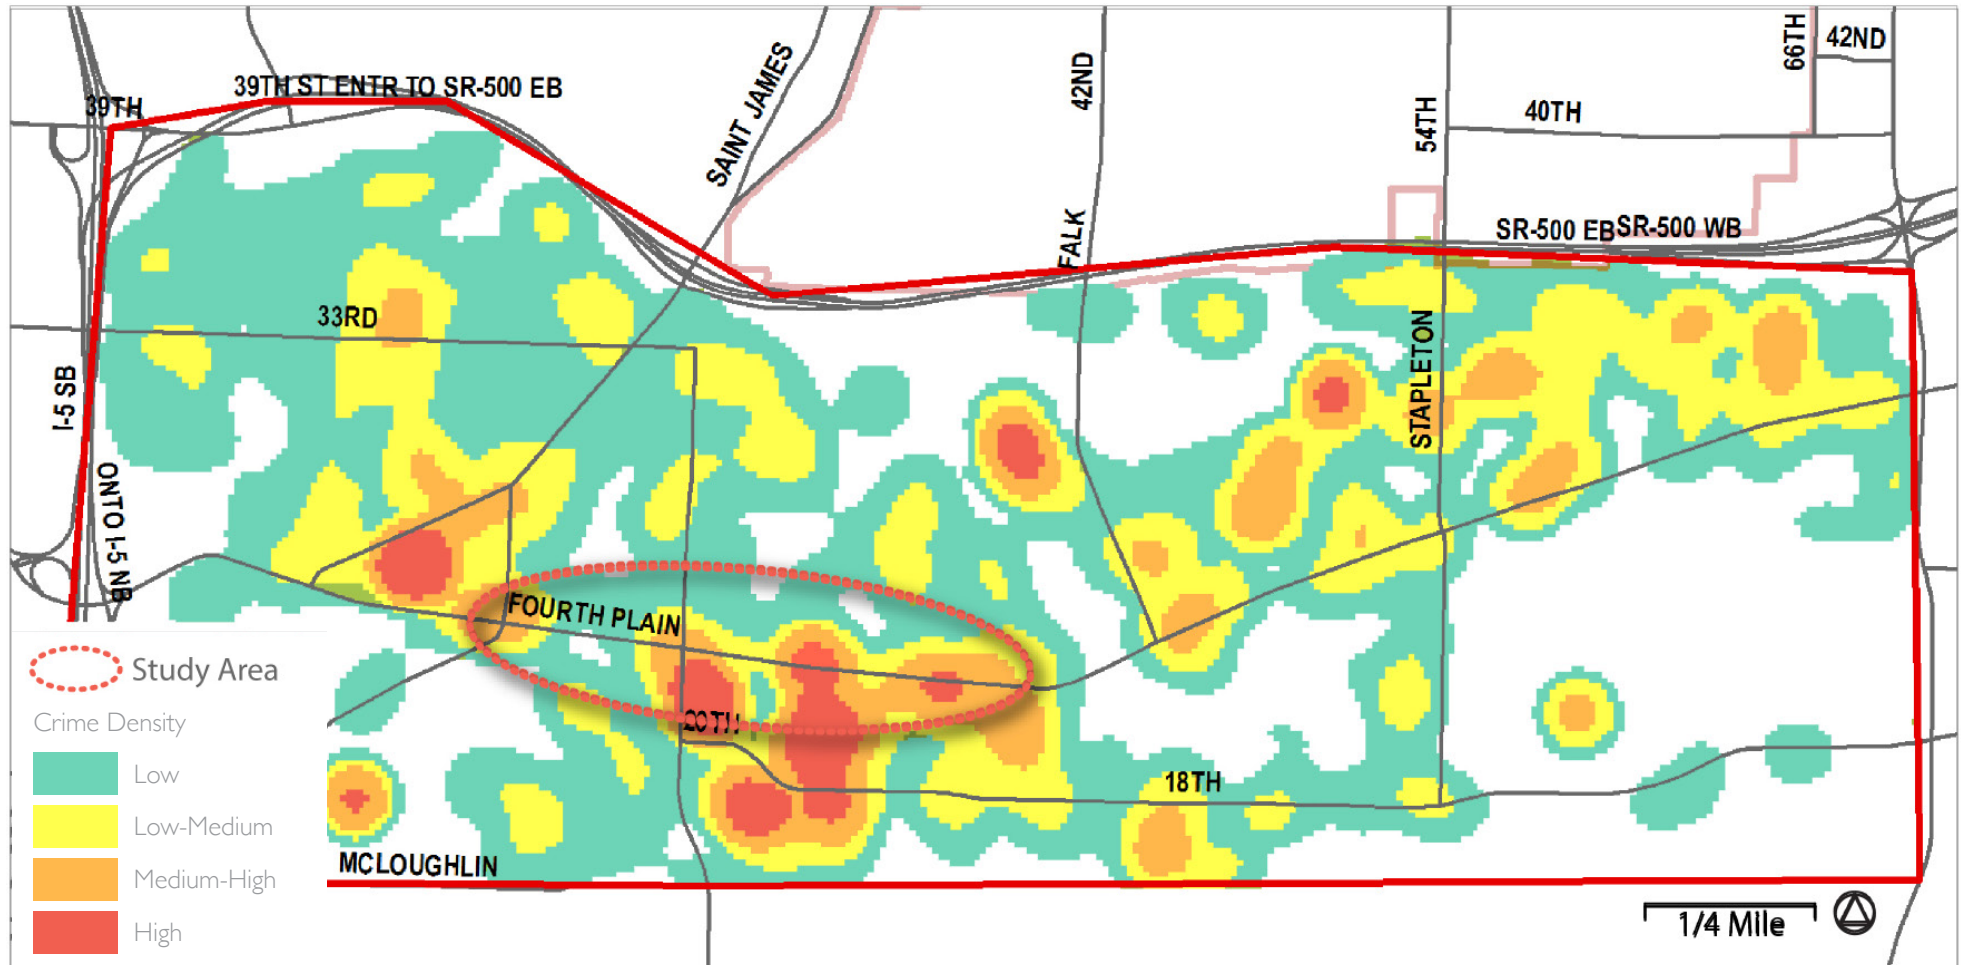 66TH
42ND
39TH ST ENTR TO SR-500 EB
39TH
SAINT JAMES
42ND
54TH
40TH
FALK
SR-500 EB
SR-500 WB
33RD
STAPLETON
I-5 SB
ONTO I-5 NB
FOURTH PLAIN
20TH
18TH
MCLOUGHLIN
Study Area
Crime Density
Low
Low-Medium
Medium-High
High
1/4 Mile